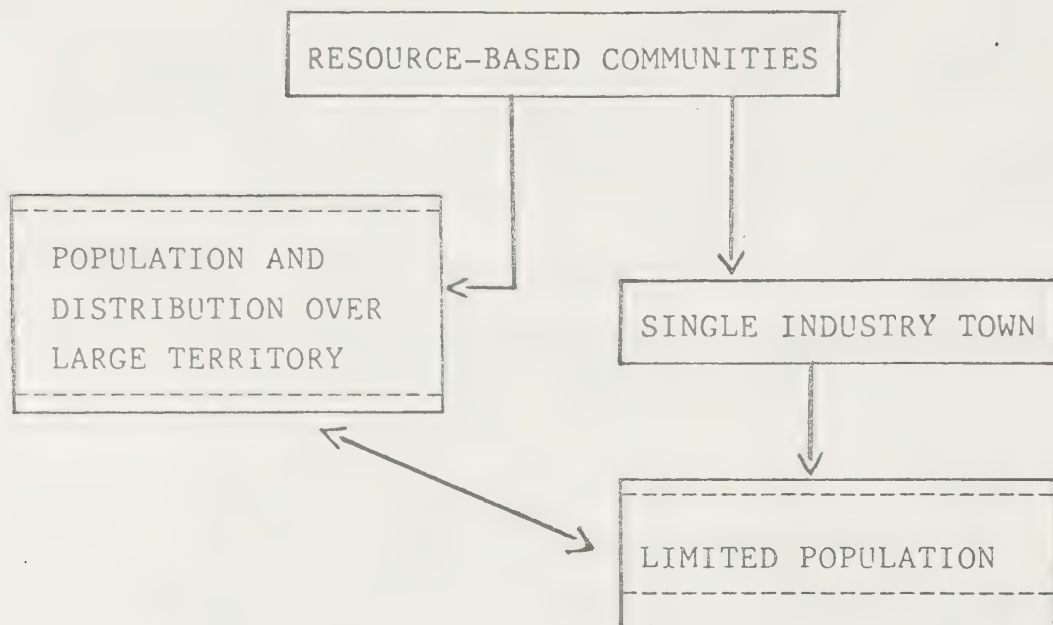 RESOURCE-BASED COMMUNITIES
POPULATION AND
DISTRIBUTION OVER
LARGE TERRITORY
SINGLE INDUSTRY TOWN
LIMITED POPULATION